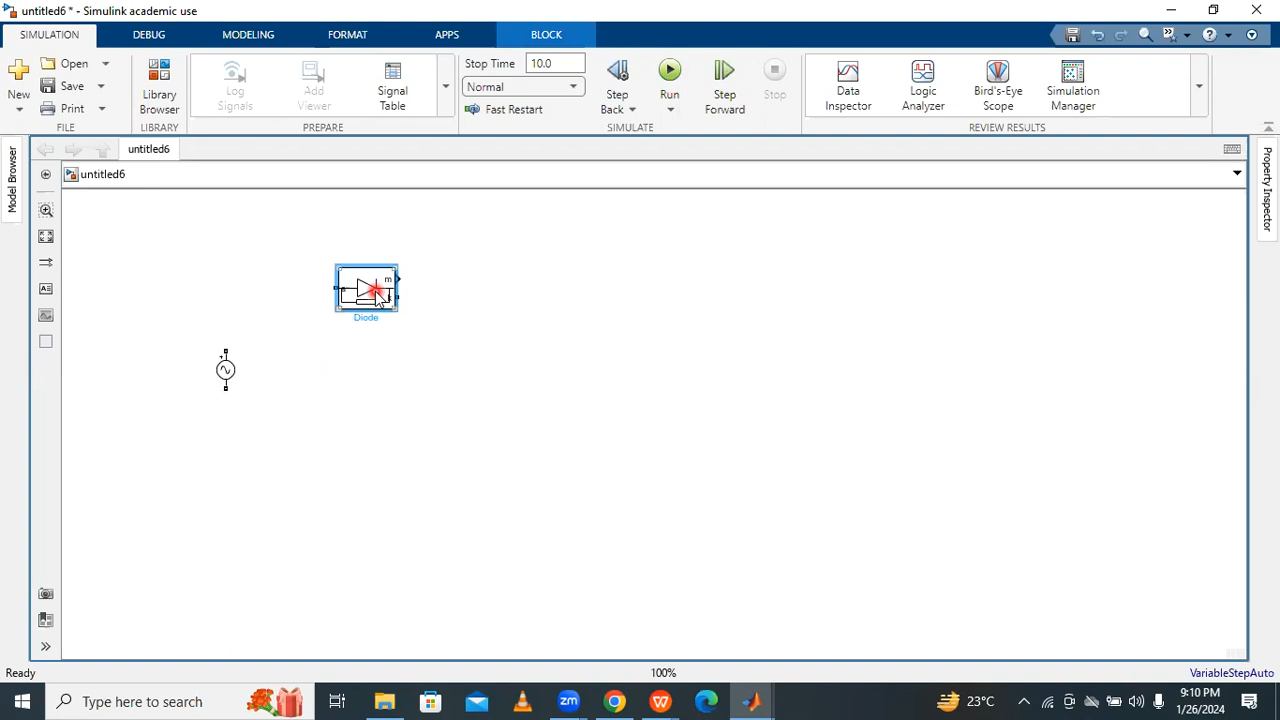 untitled6 * - Simulink academic use
SIMULATION DEBUG MODELING FORMAT APPS BLOCK
New
Open
Save
Print
FILE
Library Browser
LIBRARY
Log Signals
Add Viewer
Signal Table
PREPARE
Stop Time 10.0
Normal
Fast Restart
Step Back
Run
Step Forward
Stop
SIMULATE
Data Inspector
Logic Analyzer
Bird's-Eye Scope
Simulation Manager
REVIEW RESULTS
Model Browser
untitled6
untitled6
Property Inspector
m
Diode
+
Ready
100%
VariableStepAuto
Type here to search
zm
W
23°C
9:10 PM
1/26/2024